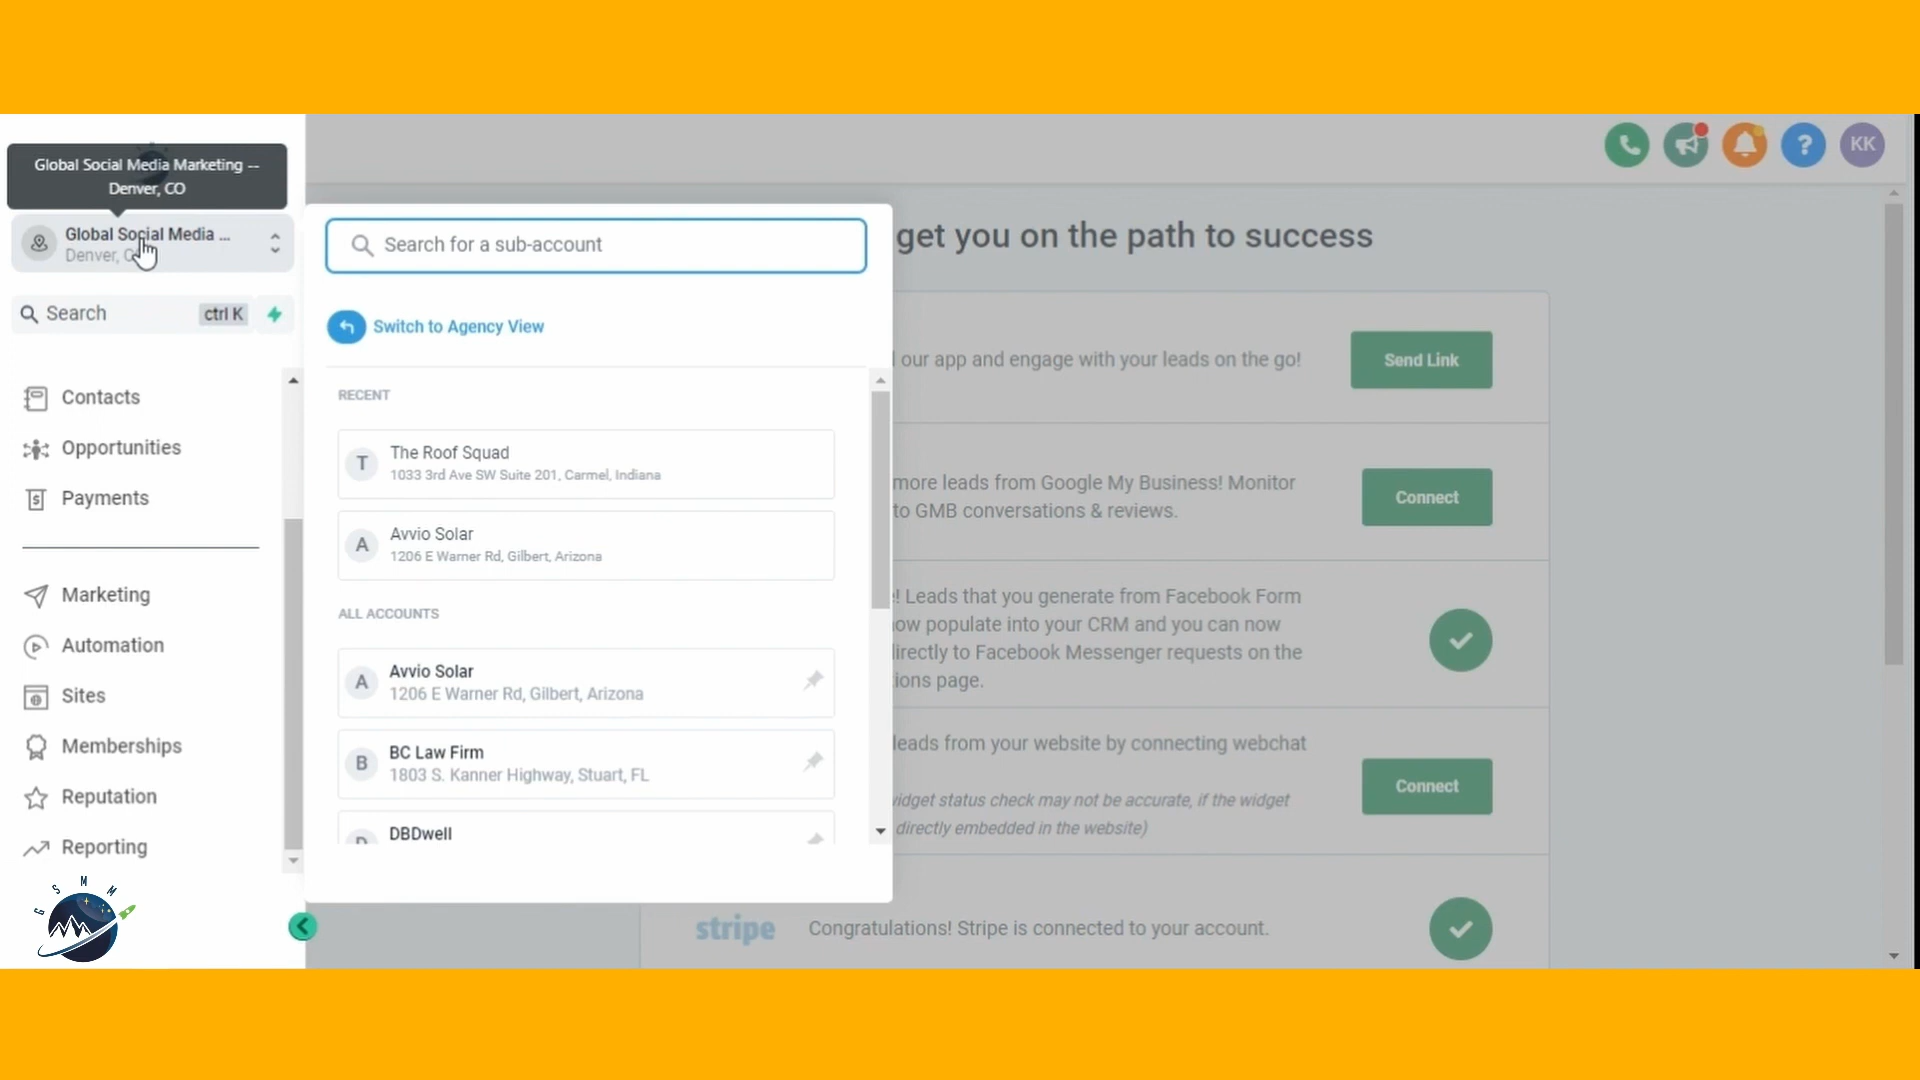 Global Social Media Marketing --
Denver, CO
Global Social Media ...
Denver, C
Search
ctrl K
Contacts
Opportunities
Payments
Marketing
Automation
Sites
Memberships
Reputation
Reporting
G S M M
Search for a sub-account
Switch to Agency View
RECENT
T
The Roof Squad
1033 3rd Ave SW Suite 201, Carmel, Indiana
A
Avvio Solar
1206 E Warner Rd, Gilbert, Arizona
ALL ACCOUNTS
A
Avvio Solar
1206 E Warner Rd, Gilbert, Arizona
B
BC Law Firm
1803 S. Kanner Highway, Stuart, FL
D
DBDwell
?
KK
get you on the path to success
our app and engage with your leads on the go!
Send Link
more leads from Google My Business! Monitor
to GMB conversations & reviews.
Connect
! Leads that you generate from Facebook Form
ow populate into your CRM and you can now
irectly to Facebook Messenger requests on the
ions page.
leads from your website by connecting webchat
idget status check may not be accurate, if the widget
directly embedded in the website)
Connect
stripe
Congratulations! Stripe is connected to your account.